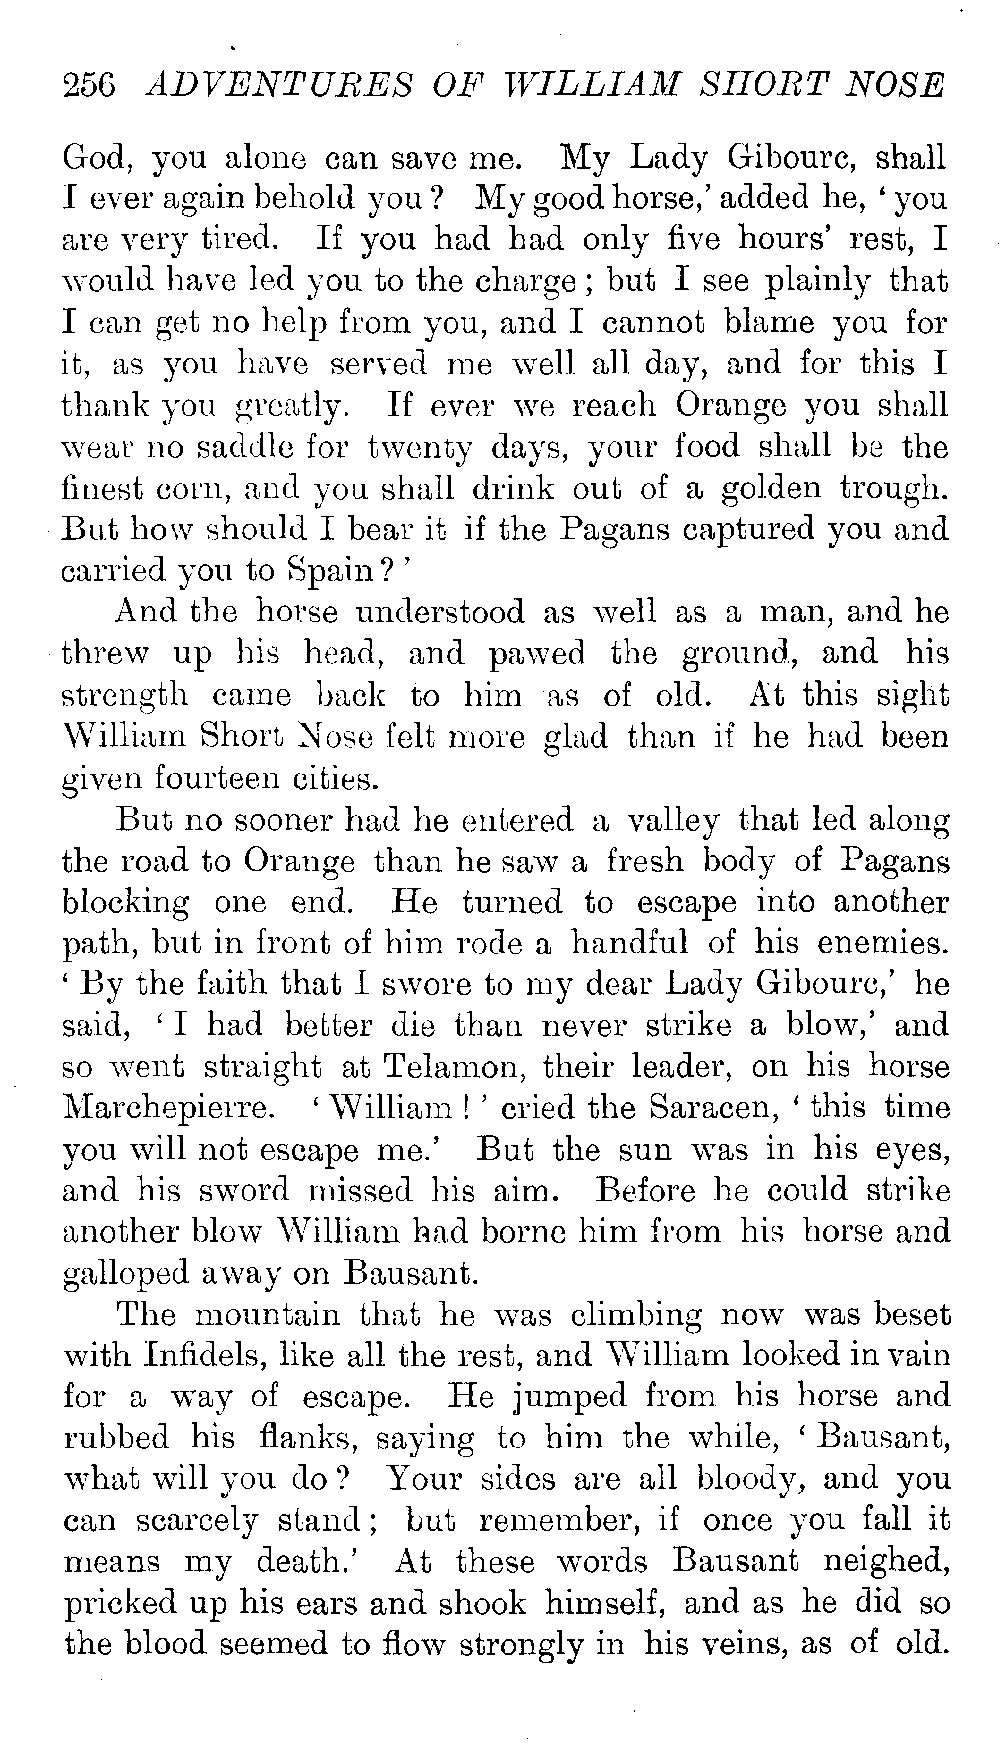 256 ADVENTURES OF WILLIAM SHORT NOSE
God, you alone can save me. My Lady Gibourc, shall
I ever again behold you? My good horse,' added he, 'you
are very tired. If you had had only five hours' rest, I
would have led you to the charge; but I see plainly that
I can get no help from you, and I cannot blame you for
it, as you have served me well all day, and for this I
thank you greatly. If ever we reach Orange you shall
wear no saddle for twenty days, your food shall be the
finest corn, and you shall drink out of a golden trough.
But how should I bear it if the Pagans captured you and
carried you to Spain?'
And the horse understood as well as a man, and he
threw up his head, and pawed the ground, and his
strength came back to him as of old. At this sight
William Short Nose felt more glad than if he had been
given fourteen cities.
But no sooner had he entered a valley that led along
the road to Orange than he saw a fresh body of Pagans
blocking one end. He turned to escape into another
path, but in front of him rode a handful of his enemies.
'By the faith that I swore to my dear Lady Gibourc,' he
said, 'I had better die than never strike a blow,' and
so went straight at Telamon, their leader, on his horse
Marchepierre. 'William!' cried the Saracen, 'this time
you will not escape me.' But the sun was in his eyes,
and his sword missed his aim. Before he could strike
another blow William had borne him from his horse and
galloped away on Bausant.
The mountain that he was climbing now was beset
with Infidels, like all the rest, and William looked in vain
for a way of escape. He jumped from his horse and
rubbed his flanks, saying to him the while, 'Bausant,
what will you do? Your sides are all bloody, and you
can scarcely stand; but remember, if once you fall it
means my death.' At these words Bausant neighed,
pricked up his ears and shook himself, and as he did so
the blood seemed to flow strongly in his veins, as of old.